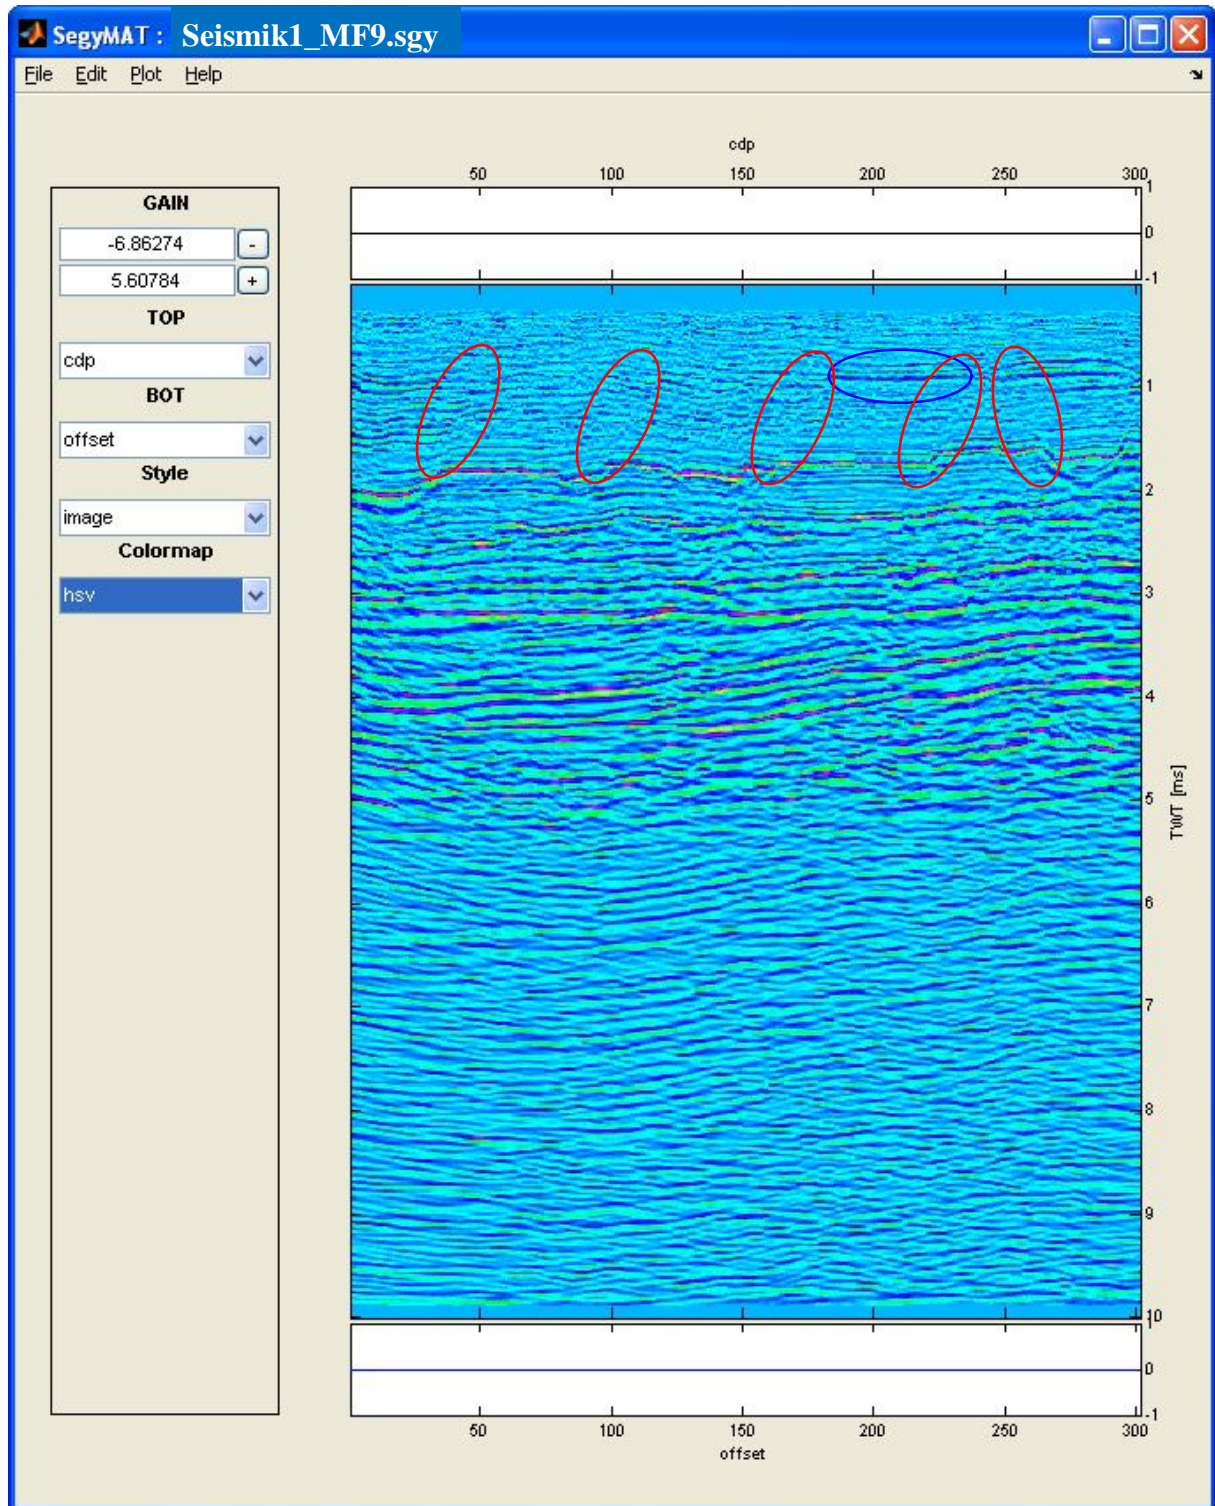 SegyMAT : Seismik1_MF9.sgy
File Edit Plot Help
GAIN
-6.86274 -
5.60784 +
TOP
cdp
BOT
offset
Style
image
Colormap
hsv
cdp
50 100 150 200 250 300
1
0
-1
1
2
3
4
5
6
7
8
9
10
TWT [ms]
1
0
-1
50 100 150 200 250 300
offset